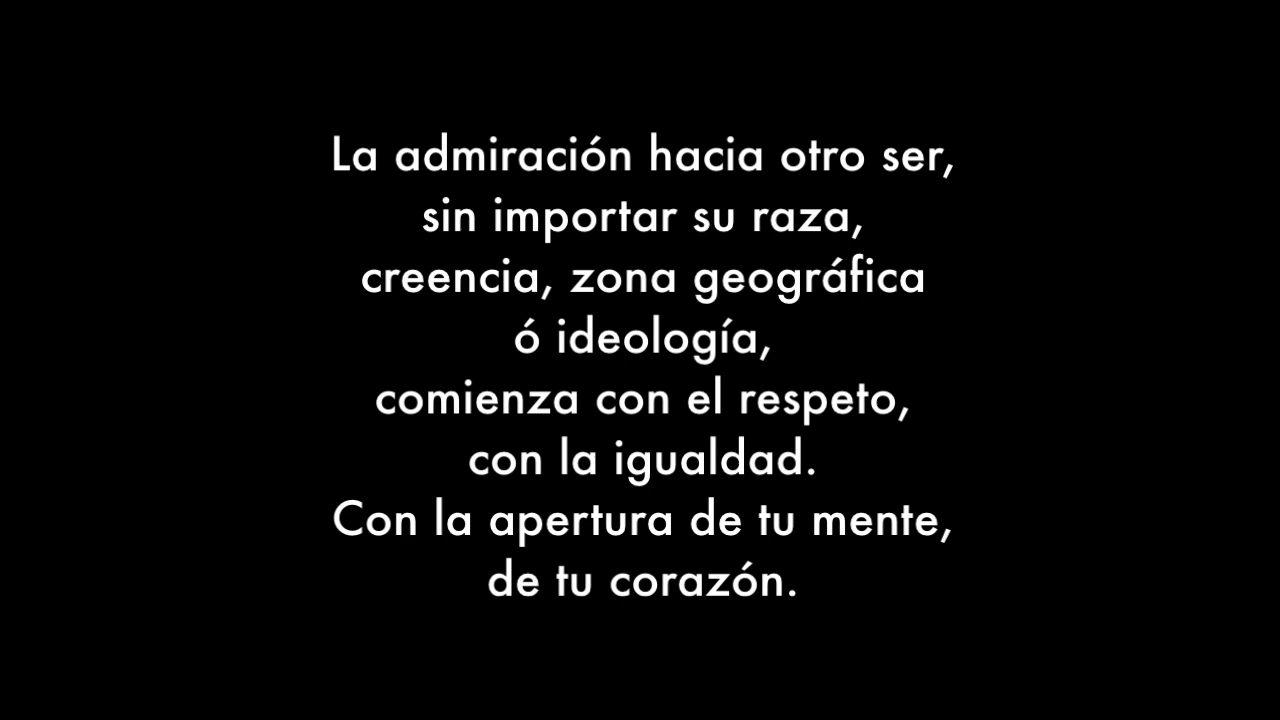 La admiración hacia otro ser,
sin importar su raza,
creencia, zona geográfica
ó ideología,
comienza con el respeto,
con la igualdad.
Con la apertura de tu mente,
de tu corazón.